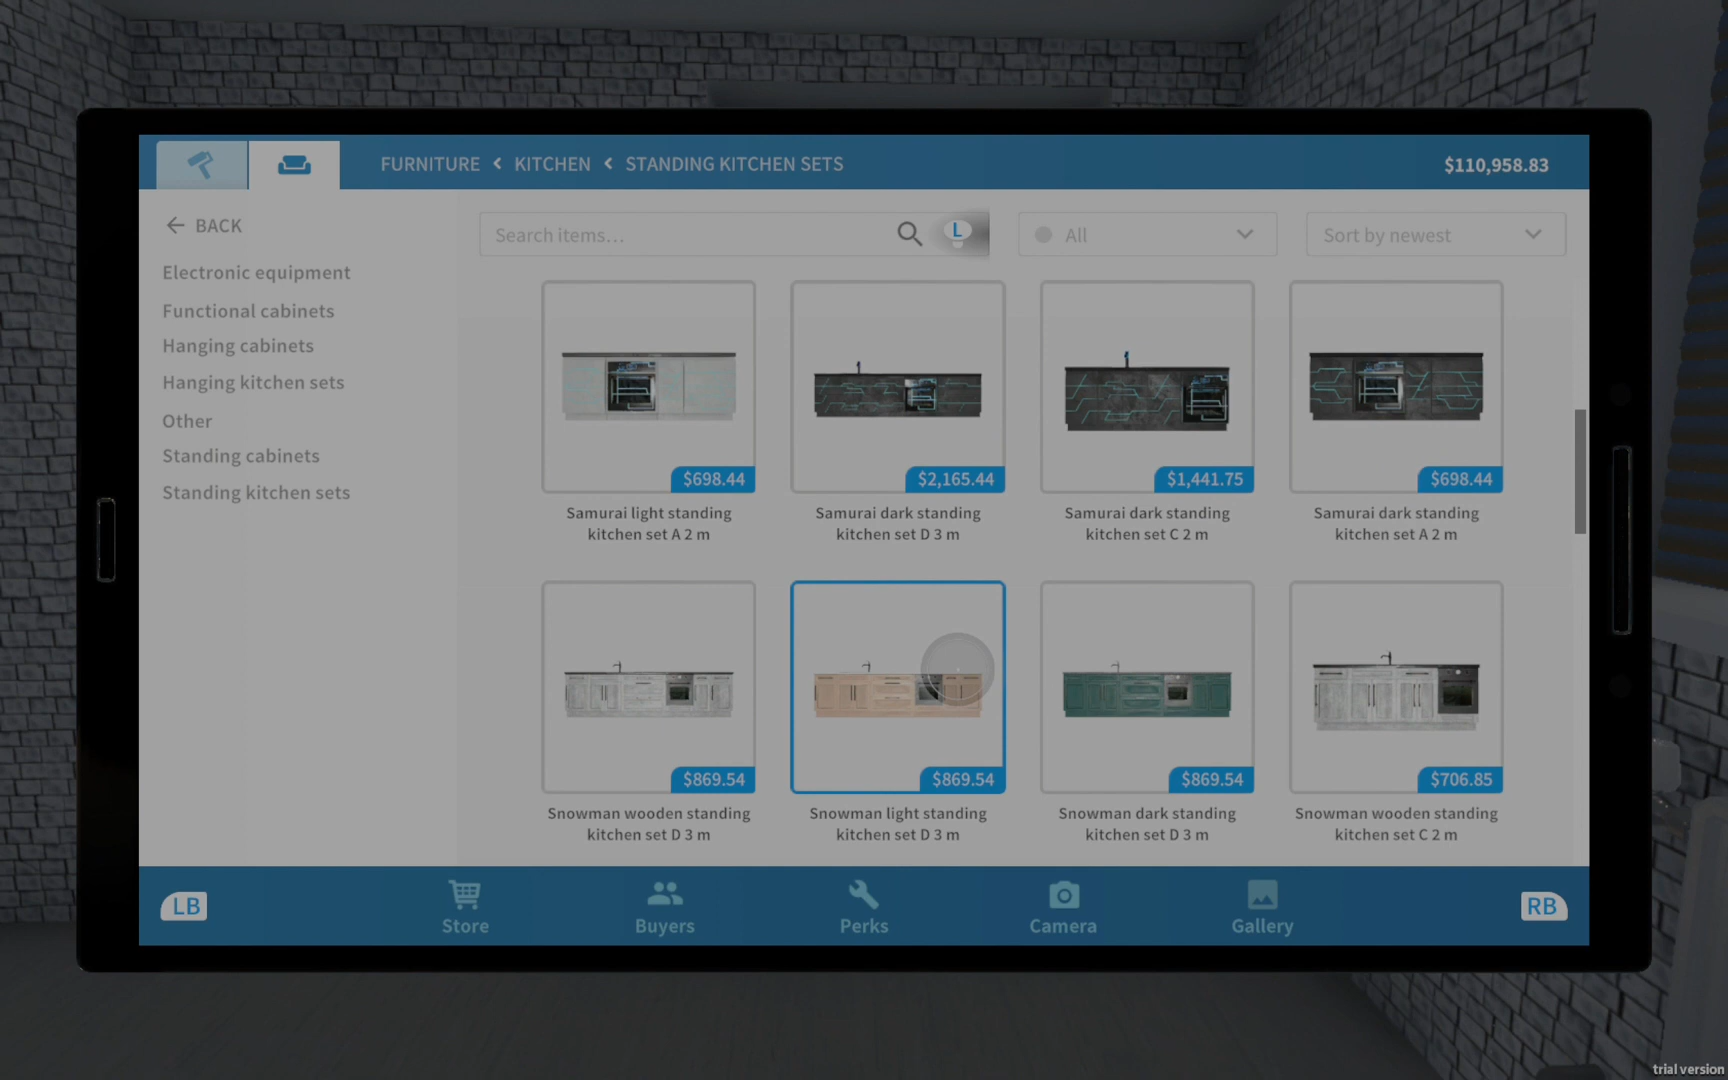 FURNITURE < KITCHEN < STANDING KITCHEN SETS
$110,958.83
BACK
Electronic equipment
Functional cabinets
Hanging cabinets
Hanging kitchen sets
Other
Standing cabinets
Standing kitchen sets
Search items...
L
All
Sort by newest
$698.44
$2,165.44
$1,441.75
$698.44
Samurai light standing
kitchen set A 2 m
Samurai dark standing
kitchen set D 3 m
Samurai dark standing
kitchen set C 2 m
Samurai dark standing
kitchen set A 2 m
$869.54
$869.54
$869.54
$706.85
Snowman wooden standing
kitchen set D 3 m
Snowman light standing
kitchen set D 3 m
Snowman dark standing
kitchen set D 3 m
Snowman wooden standing
kitchen set C 2 m
LB
Store
Buyers
Perks
Camera
Gallery
RB
trial version